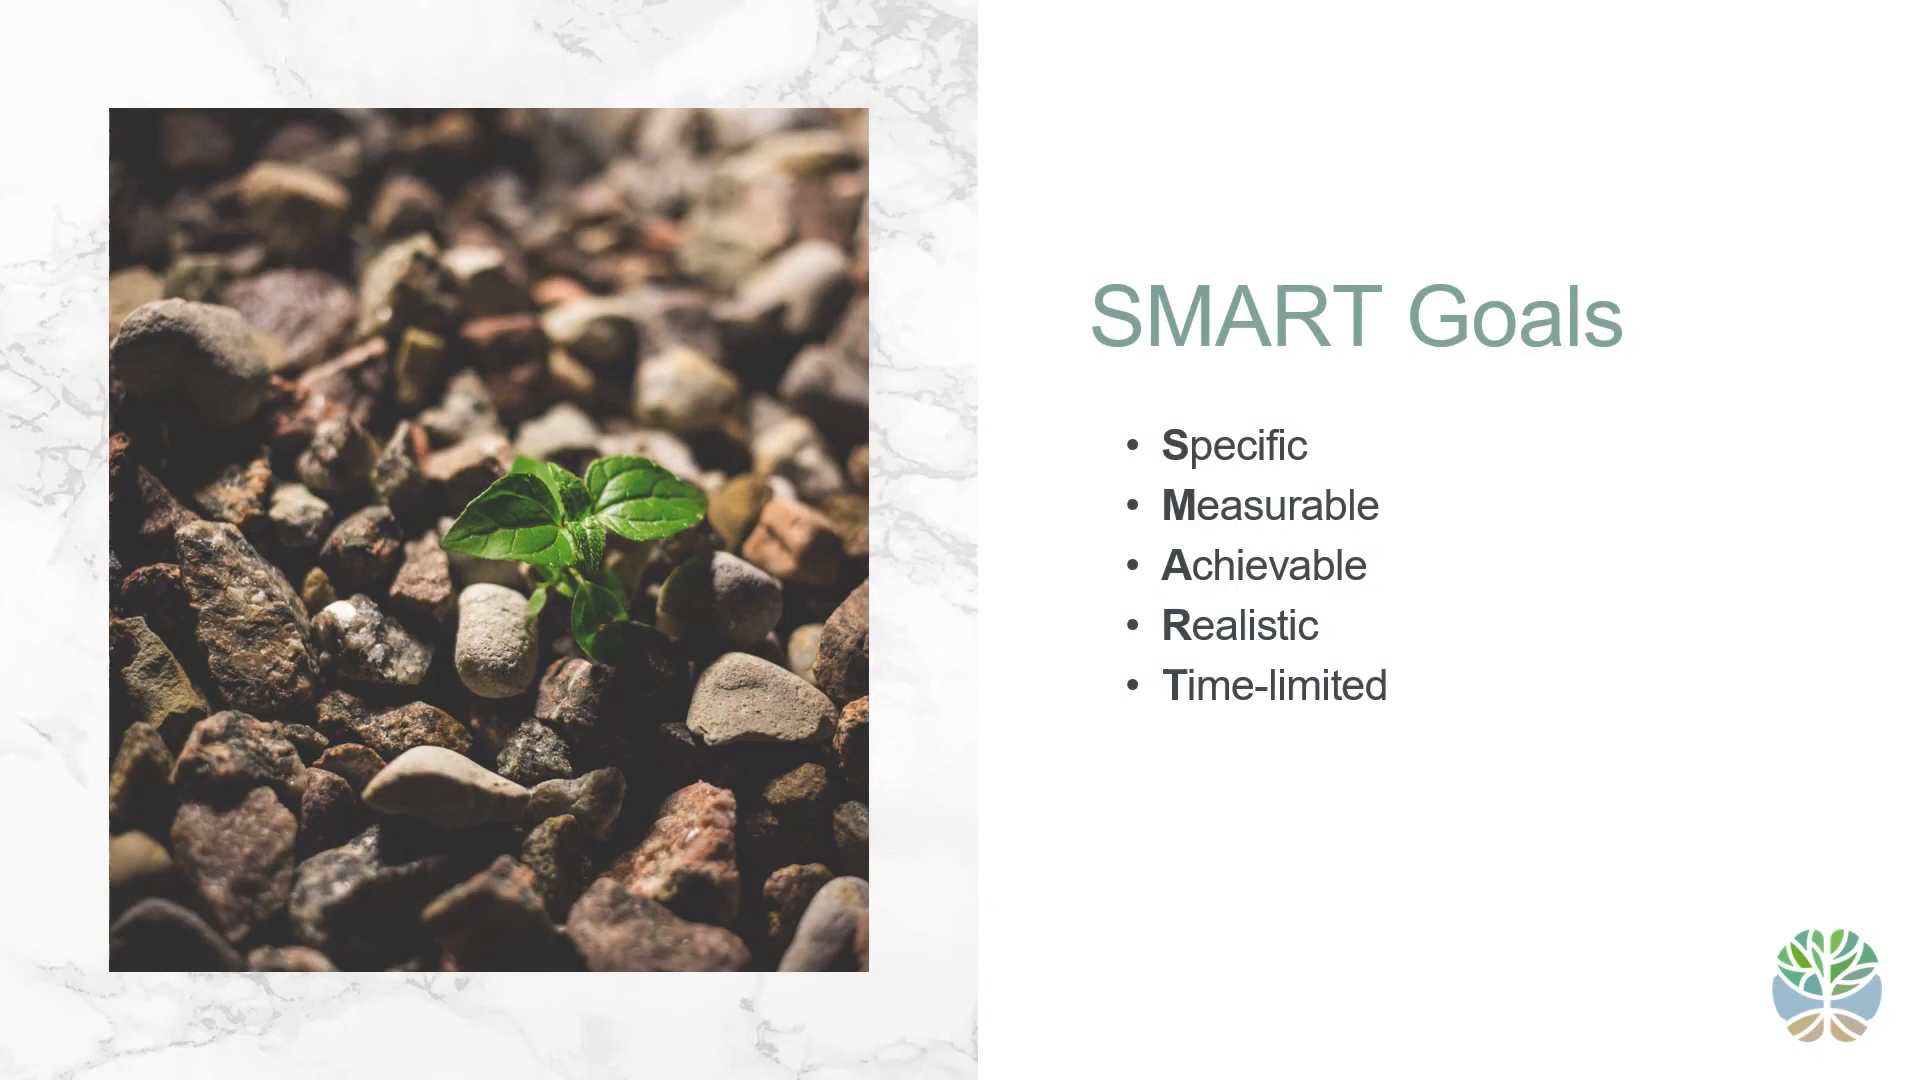 SMART Goals
• Specific
• Measurable
• Achievable
• Realistic
• Time-limited